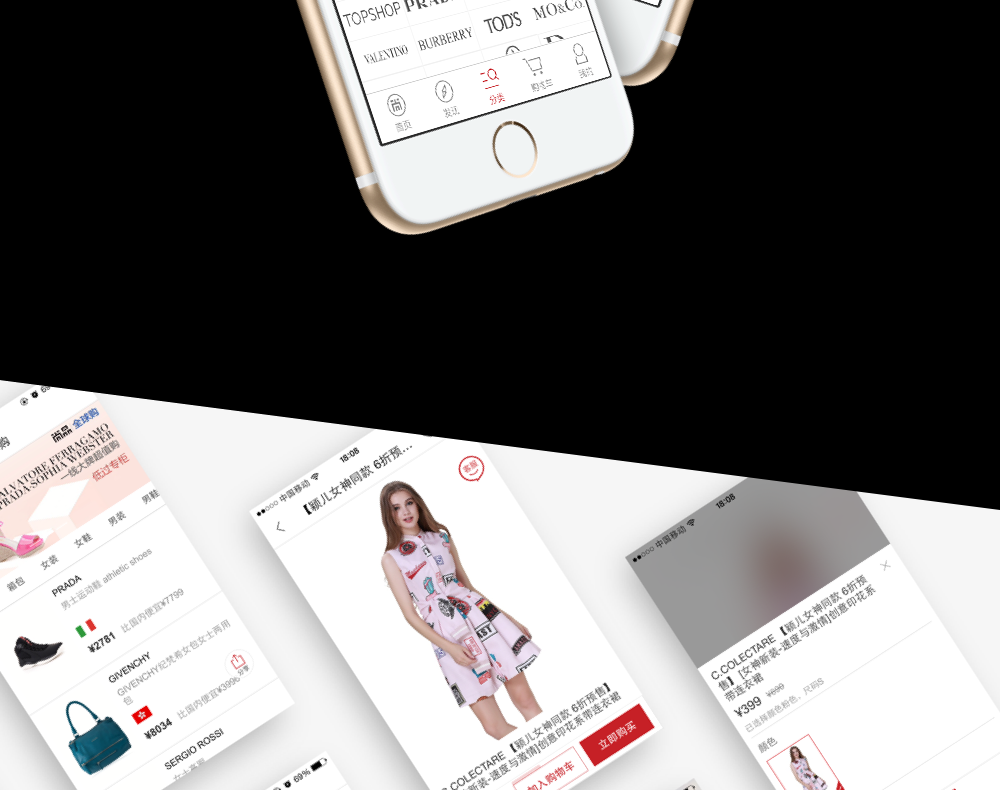 TOPSHOP PRADA
VALENTINO BURBERRY TOD'S MO&Co.
首页 发现 分类 购物车 我的
尚品 全球购
SALVATORE FERRAGAMO
PRADA·SOPHIA WEBSTER
一线大牌超值购
低过专柜
箱包 女装 女鞋 男装 男鞋
PRADA
男士运动鞋 athletic shoes
¥2781 比国内便宜¥7799
GIVENCHY
GIVENCHY纪梵希女包女士两用
包
¥8034 比国内便宜¥3996
分享
SERGIO ROSSI
69%
中国移动 18:08
【颖儿女神同款 6折预...
客服
C.COLECTARE 【颖儿女神同款 6折预售】
[女神新装-速度与激情]创意印花系带连衣裙
加入购物车 立即购买
中国移动 18:08
C.COLECTARE 【颖儿女神同款 6折预
售】 [女神新装-速度与激情]创意印花系
带连衣裙
¥399 ¥690
已选择颜色粉色，尺码S
颜色